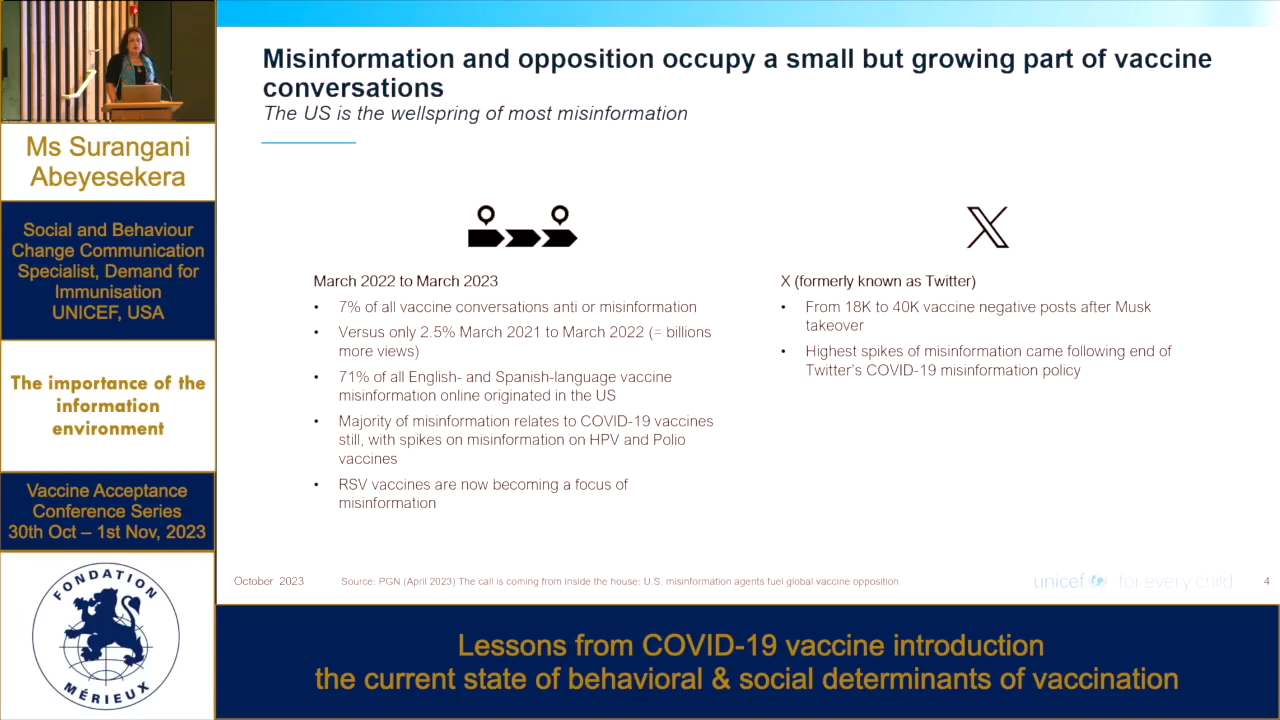 Misinformation and opposition occupy a small but growing part of vaccine
conversations
The US is the wellspring of most misinformation
Ms Surangani
Abeyesekera
Social and Behaviour
Change Communication
Specialist, Demand for
Immunisation
UNICEF, USA
The importance of the
information
environment
Vaccine Acceptance
Conference Series
30th Oct – 1st Nov, 2023
FONDATION
MÉRIEUX
March 2022 to March 2023
• 7% of all vaccine conversations anti or misinformation
• Versus only 2.5% March 2021 to March 2022 (= billions
more views)
• 71% of all English- and Spanish-language vaccine
misinformation online originated in the US
• Majority of misinformation relates to COVID-19 vaccines
still, with spikes on misinformation on HPV and Polio
vaccines
• RSV vaccines are now becoming a focus of
misinformation
X
X (formerly known as Twitter)
• From 18K to 40K vaccine negative posts after Musk
takeover
• Highest spikes of misinformation came following end of
Twitter's COVID-19 misinformation policy
October 2023
Source: PGN (April 2023) The call is coming from inside the house: U.S. misinformation agents fuel global vaccine opposition
unicef for every child
4
Lessons from COVID-19 vaccine introduction
the current state of behavioral & social determinants of vaccination